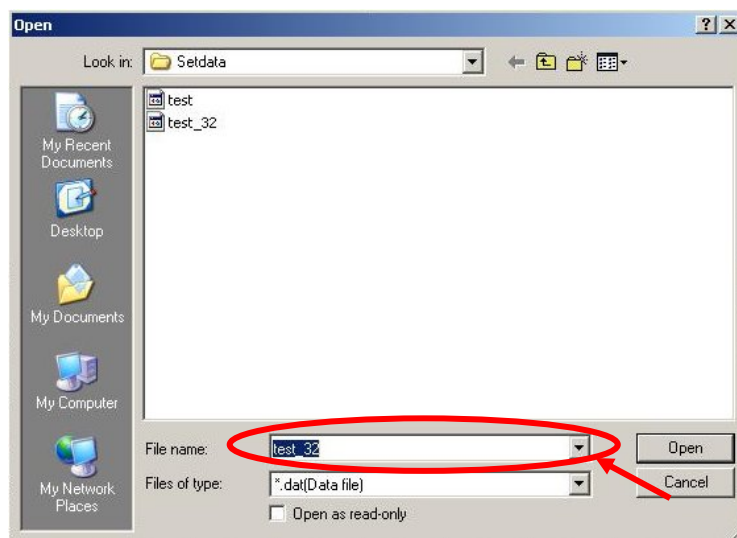 Open
Look in: Setdata
test
test_32
My Recent
Documents
Desktop
My Documents
My Computer
My Network
Places
File name: test_32 Open
Files of type: *.dat(Data file) Cancel
Open as read-only